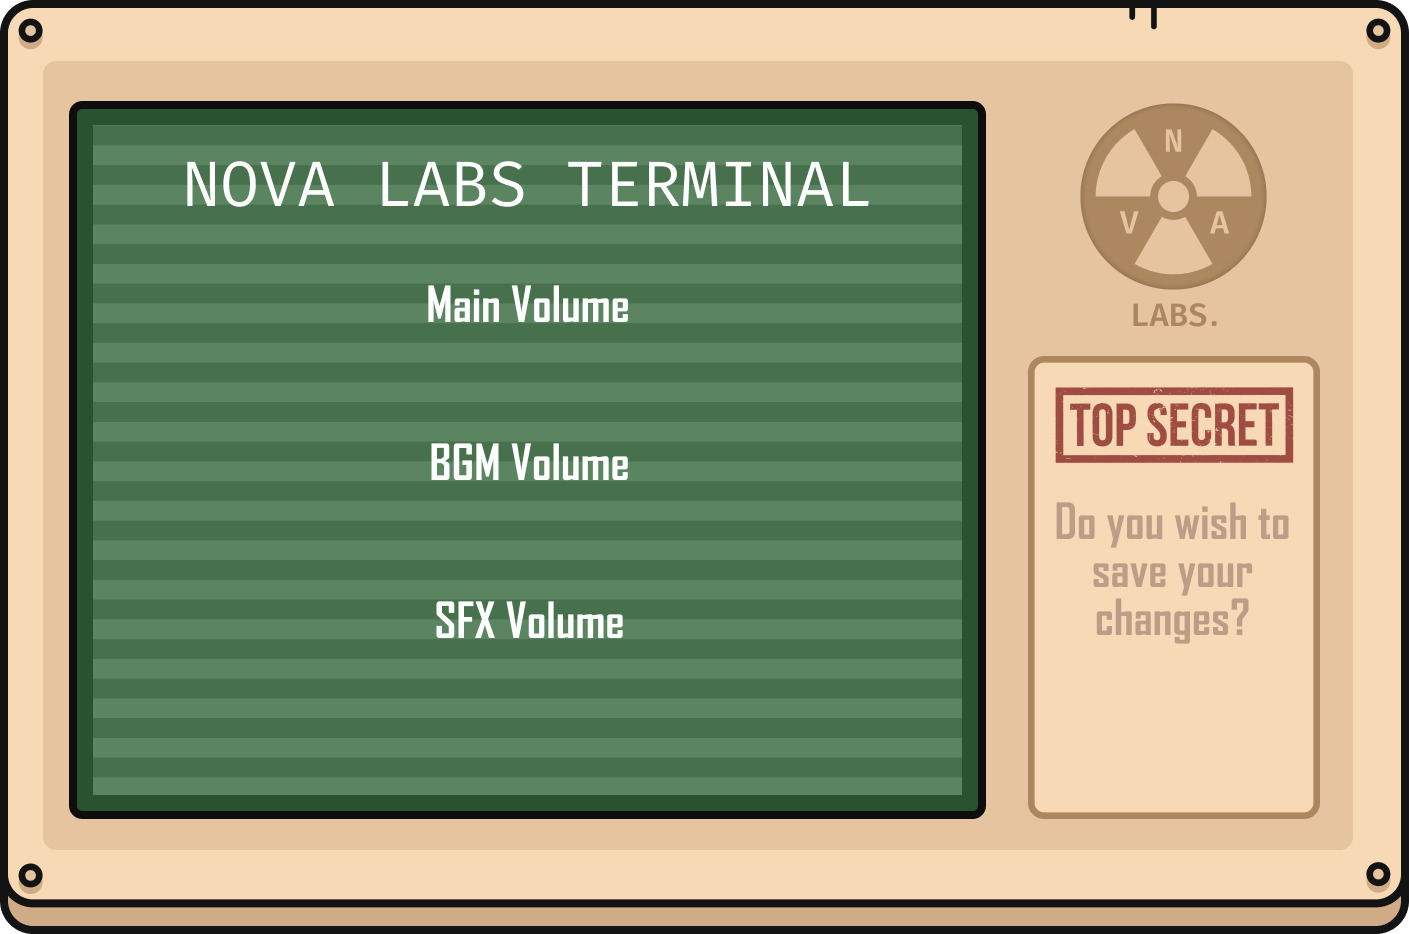 NOVA LABS TERMINAL
Main Volume
BGM Volume
SFX Volume
N
V A
LABS.
TOP SECRET
Do you wish to
save your
changes?